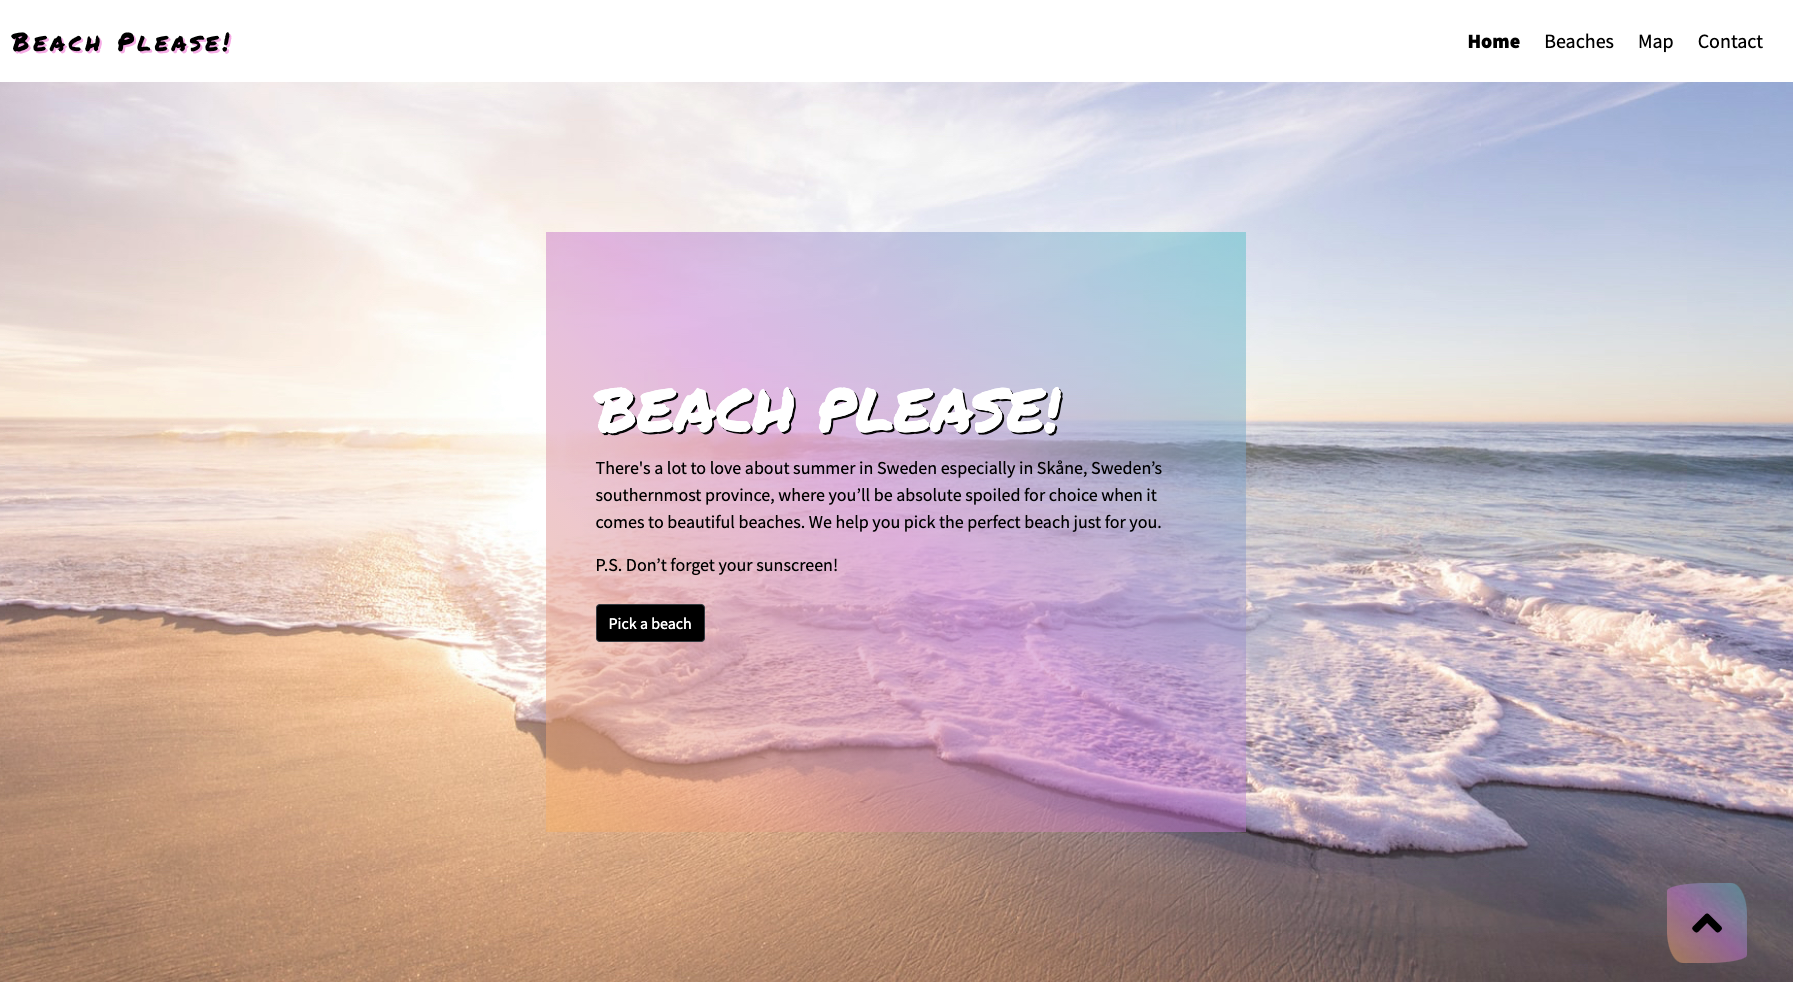 Beach Please!
Home Beaches Map Contact
BEACH PLEASE!
There's a lot to love about summer in Sweden especially in Skåne, Sweden’s
southernmost province, where you’ll be absolute spoiled for choice when it
comes to beautiful beaches. We help you pick the perfect beach just for you.
P.S. Don’t forget your sunscreen!
Pick a beach